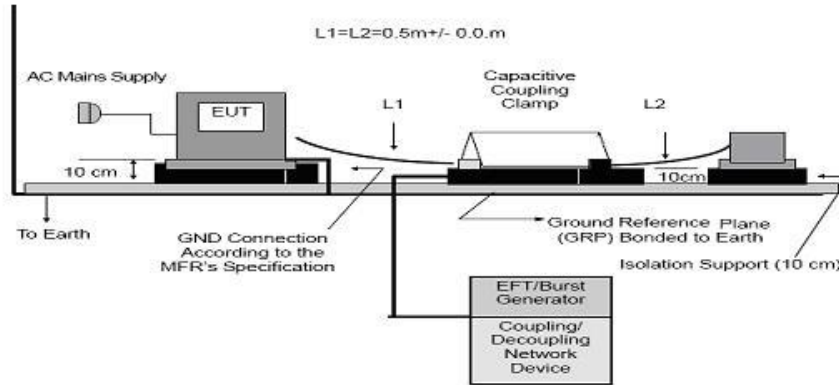 L1=L2=0.5m+/- 0.0.m
AC Mains Supply
EUT
L1
Capacitive
Coupling
Clamp
L2
10 cm
10cm
To Earth
GND Connection
According to the
MFR's Specification
Ground Reference Plane
(GRP) Bonded to Earth
Isolation Support (10 cm)
EFT/Burst
Generator
Coupling/
Decoupling
Network
Device